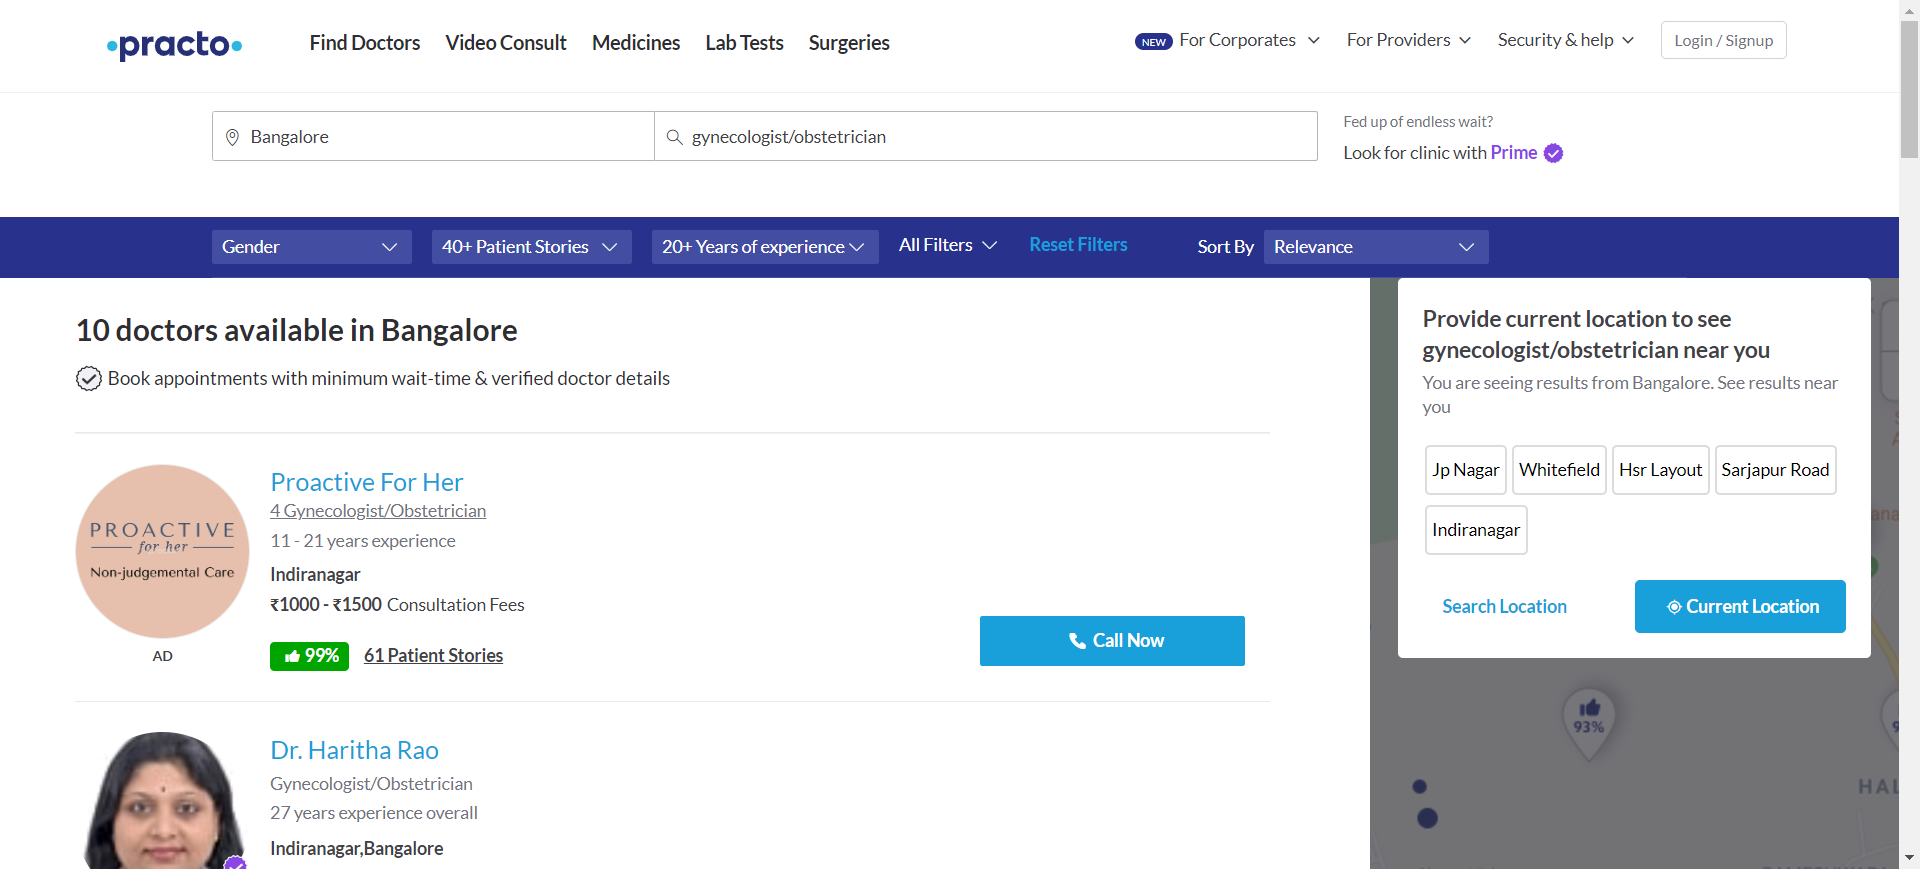 practo
Find Doctors
Video Consult
Medicines
Lab Tests
Surgeries
NEW For Corporates
For Providers
Security & help
Login / Signup
Bangalore
gynecologist/obstetrician
Fed up of endless wait?
Look for clinic with Prime
Gender
40+ Patient Stories
20+ Years of experience
All Filters
Reset Filters
Sort By
Relevance
10 doctors available in Bangalore
Book appointments with minimum wait-time & verified doctor details
PROACTIVE
for her
Non-judgemental Care
AD
Proactive For Her
4 Gynecologist/Obstetrician
11 - 21 years experience
Indiranagar
₹1000 - ₹1500 Consultation Fees
99%
61 Patient Stories
Call Now
Dr. Haritha Rao
Gynecologist/Obstetrician
27 years experience overall
Indiranagar,Bangalore
Provide current location to see
gynecologist/obstetrician near you
You are seeing results from Bangalore. See results near
you
Jp Nagar
Whitefield
Hsr Layout
Sarjapur Road
Indiranagar
Search Location
Current Location
93%